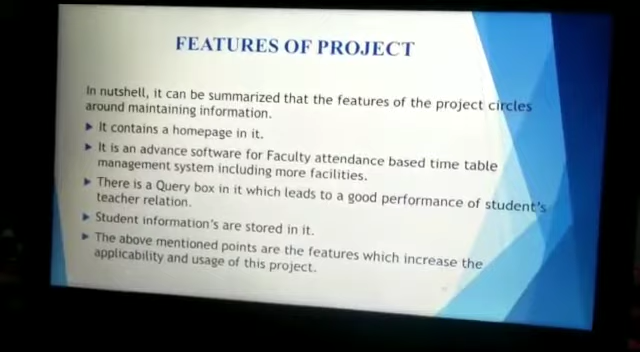 FEATURES OF PROJECT
In nutshell, it can be summarized that the features of the project circles
around maintaining information.
It contains a homepage in it.
It is an advance software for Faculty attendance based time table
management system including more facilities.
There is a Query box in it which leads to a good performance of student's
teacher relation.
Student information's are stored in it.
The above mentioned points are the features which increase the
applicability and usage of this project.